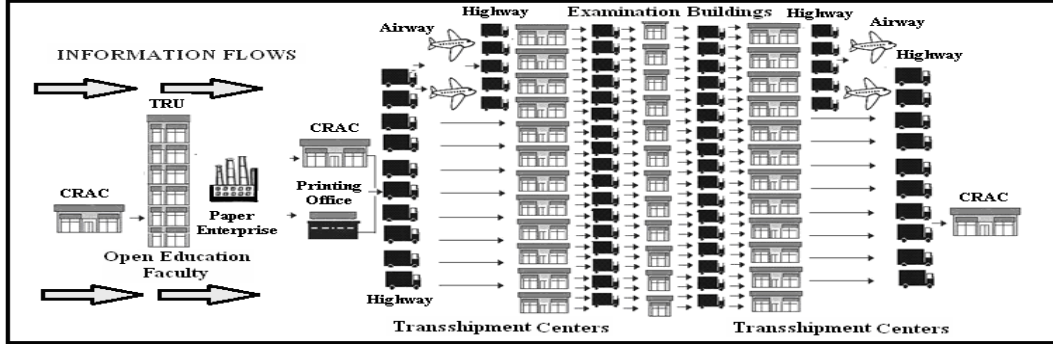 Highway
Examination Buildings
Highway
Airway
Airway
Highway
INFORMATION FLOWS
TRU
CRAC
CRAC
Printing
Office
Paper
Enterprise
CRAC
Open Education
Faculty
Highway
Transshipment Centers
Transshipment Centers